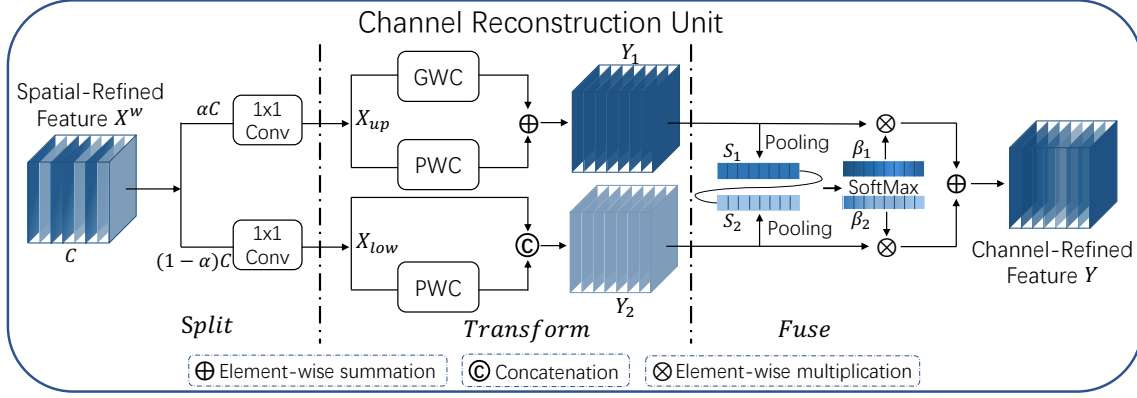 Channel Reconstruction Unit
Spatial-Refined
Feature X^w
C
αC
(1 − α)C
1x1
Conv
1x1
Conv
Split
X_up
GWC
PWC
⊕
Y_1
X_low
PWC
©
Y_2
Transform
Pooling
S_1
S_2
Pooling
β_1
SoftMax
β_2
⊗
⊗
⊕
Fuse
Channel-Refined
Feature Y
⊕ Element-wise summation
© Concatenation
⊗ Element-wise multiplication